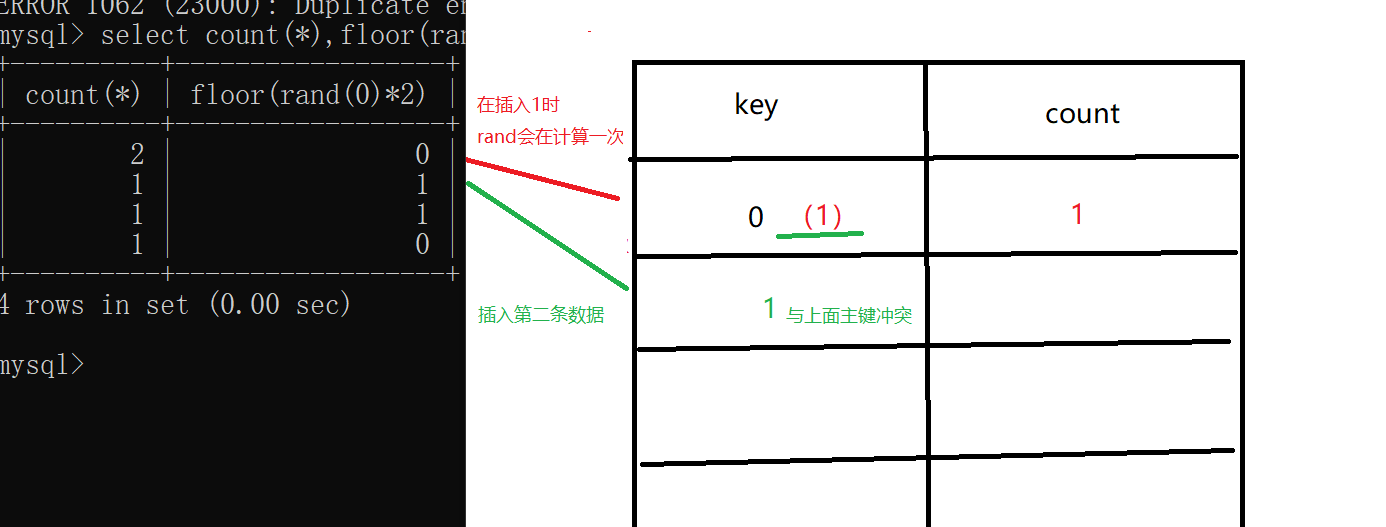 ERROR 1062 (23000): Duplicate en
mysql> select count(*),floor(ran
count(*) | floor(rand(0)*2)
2 | 0
1 | 1
1 | 1
1 | 0
4 rows in set (0.00 sec)
mysql>
在插入1时
rand会在计算一次
插入第二条数据
key
count
0 (1)
1
1 与上面主键冲突